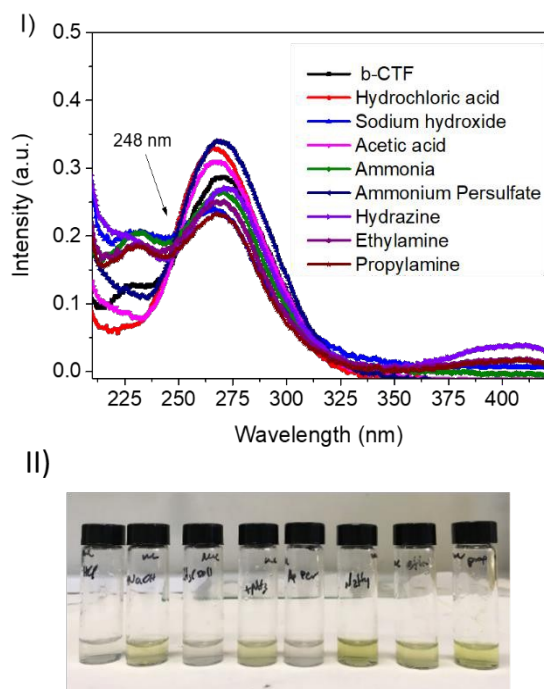 I)
0.5
0.4
0.3
0.2
0.1
0.0
Intensity (a.u.)
248 nm
b-CTF
Hydrochloric acid
Sodium hydroxide
Acetic acid
Ammonia
Ammonium Persulfate
Hydrazine
Ethylamine
Propylamine
225 250 275 300 325 350 375 400
Wavelength (nm)
II)
NaOH